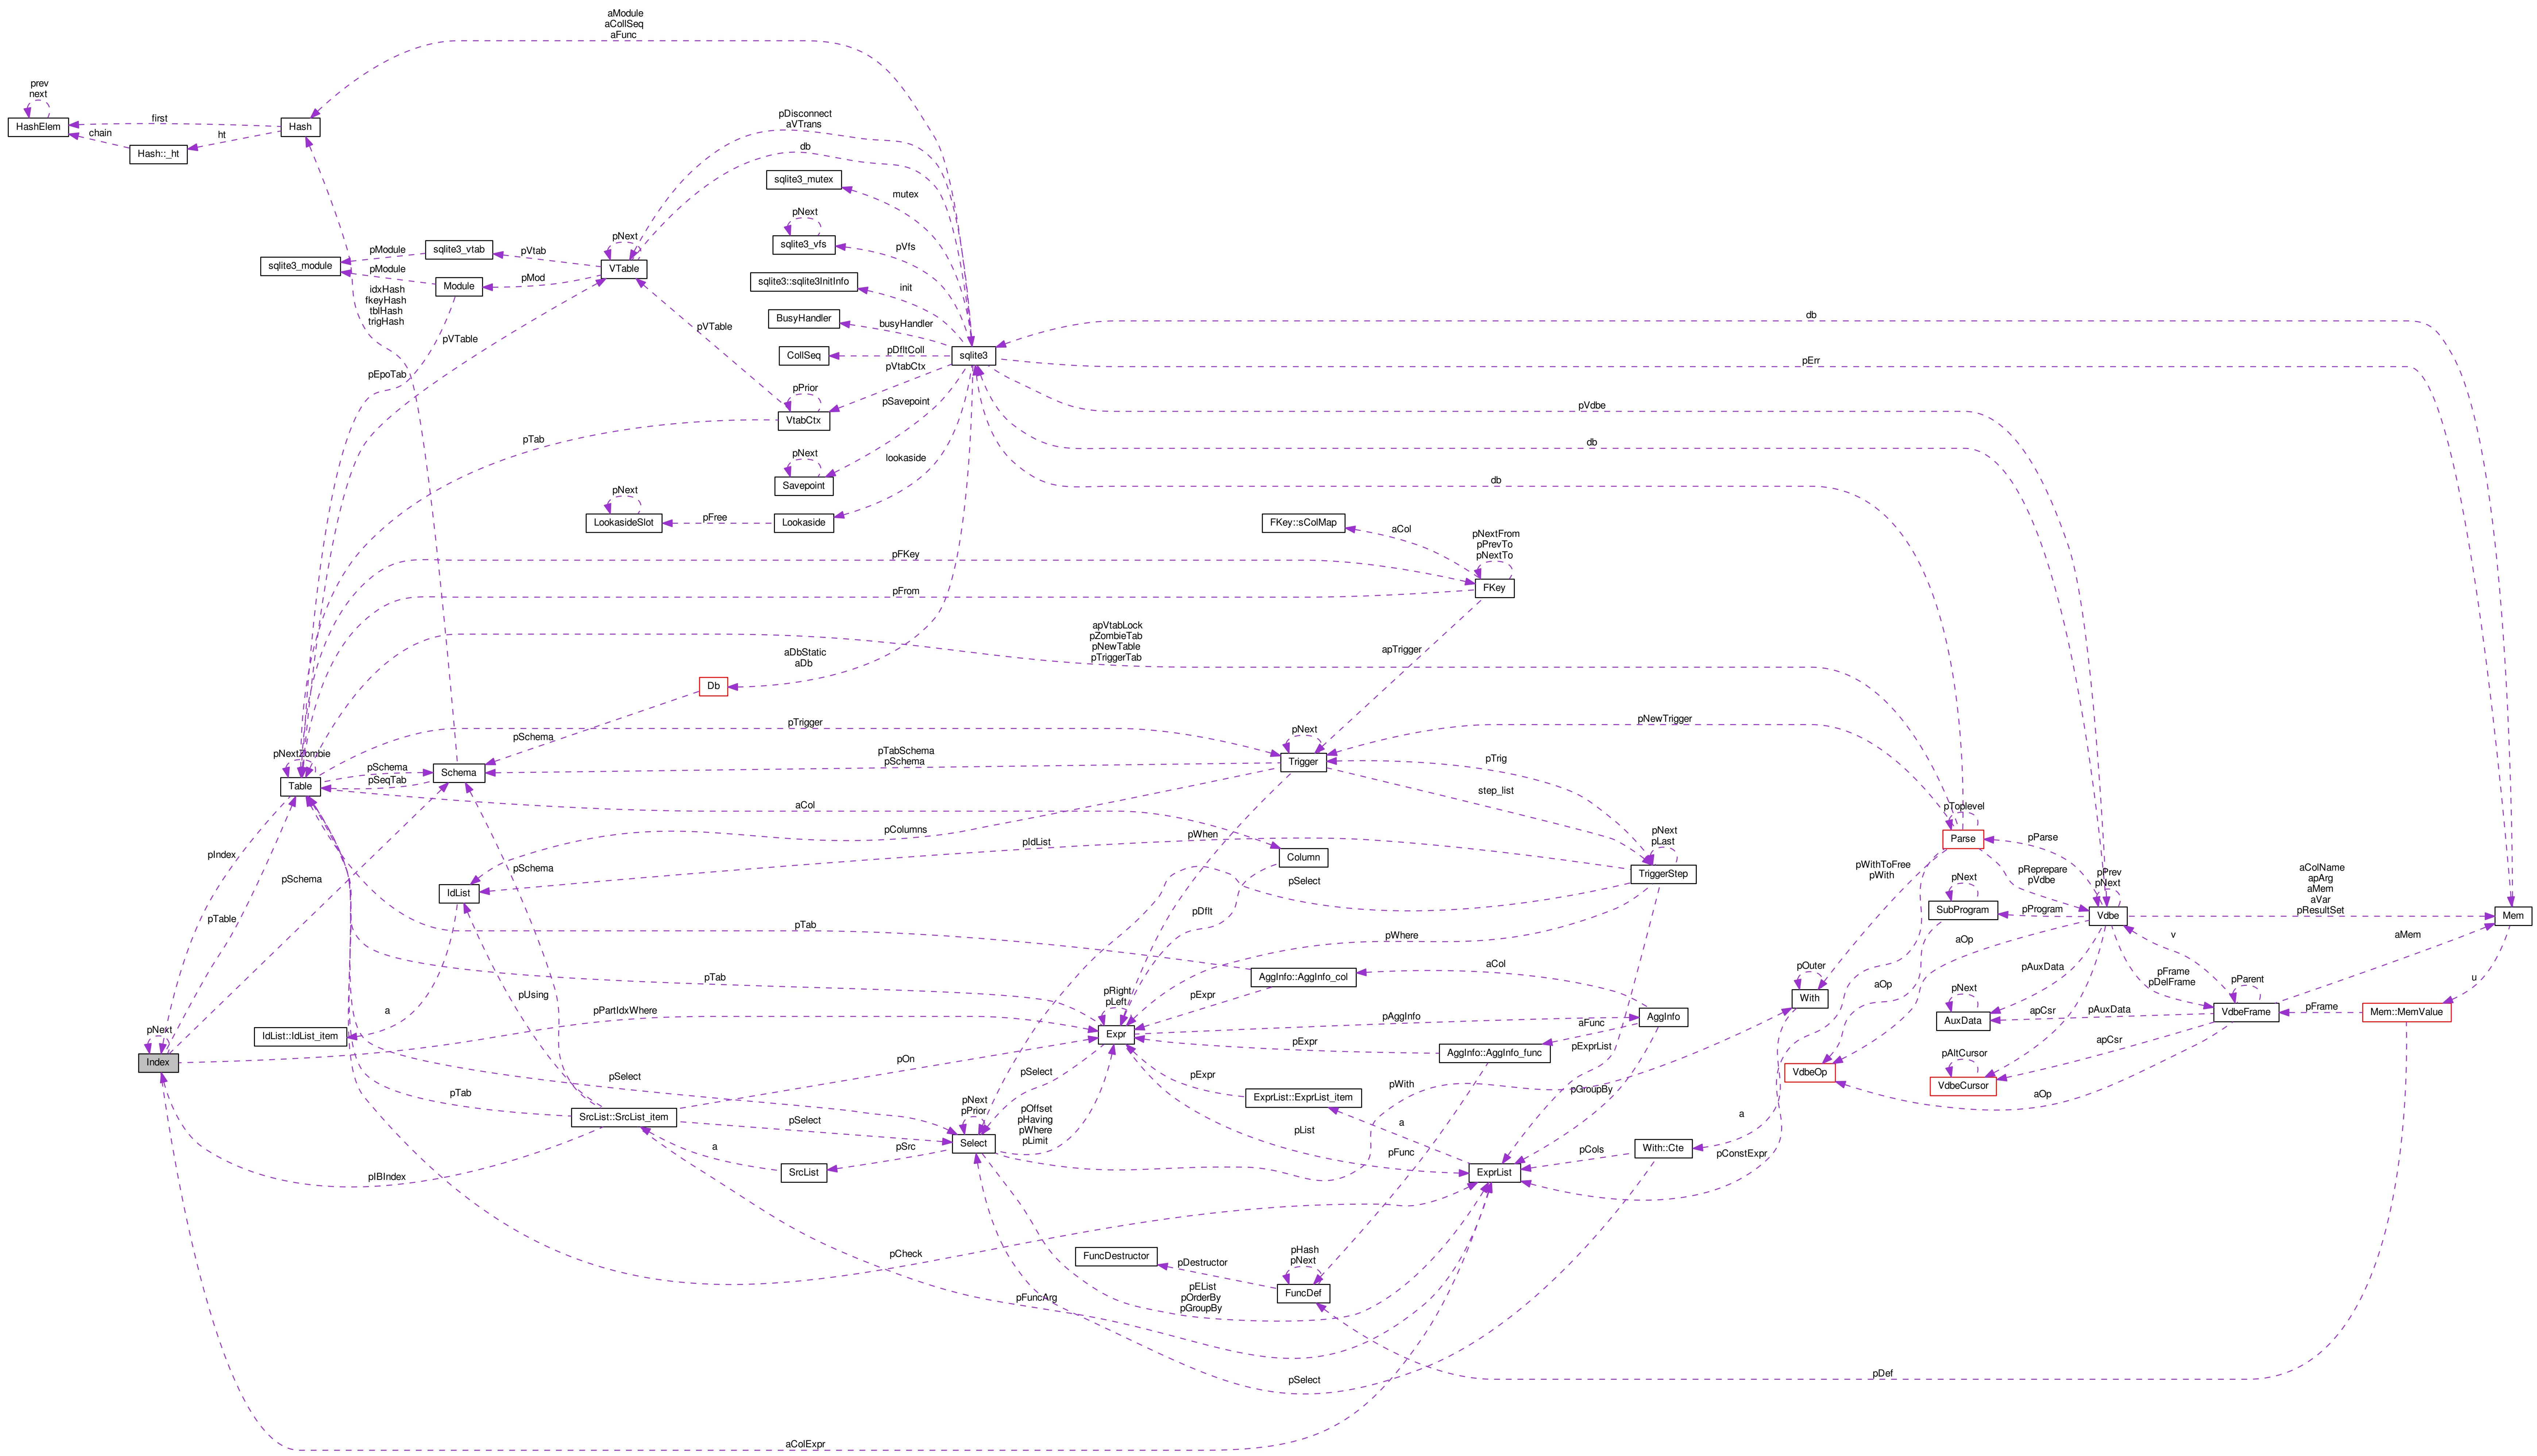 aModule
aCollSeq
aFunc
prev
next
HashElem
first
chain
Hash
ht
Hash::_ht
pDisconnect
aVTrans
db
sqlite3_mutex
mutex
pNext
sqlite3_vfs
pVfs
sqlite3_vtab
pModule
pVtab
pNext
sqlite3_module
pModule
VTable
Module
pMod
sqlite3::sqlite3InitInfo
init
idxHash
fkeyHash
tblHash
trigHash
BusyHandler
busyHandler
db
pVTable
pVTable
CollSeq
pDfltColl
sqlite3
pErr
pVtabCtx
pEpoTab
pPrior
VtabCtx
pSavepoint
pVdbe
pTab
db
pNext
Savepoint
lookaside
db
pNext
LookasideSlot
pFree
Lookaside
FKey::sColMap
aCol
pNextFrom
pPrevTo
pNextTo
FKey
pFKey
pFrom
apVtabLock
pZombieTab
pNewTable
pTriggerTab
apTrigger
aDbStatic
aDb
Db
pSchema
pTrigger
pNewTrigger
pNext
Trigger
pTabSchema
pSchema
pTrig
pNextZombie
Table
pSchema
pSeqTab
Schema
step_list
aCol
pToplevel
Parse
pParse
pColumns
pWhen
pIdList
Column
pNext
pLast
TriggerStep
pIndex
pSchema
pSchema
IdList
pSelect
pDflt
pWithToFree
pWith
pReprepare
pVdbe
pPrev
pNext
Vdbe
aColName
apArg
aMem
aVar
pResultSet
Mem
pNext
SubProgram
pProgram
pTable
pTab
pWhere
aOp
v
aMem
pUsing
pTab
AggInfo::AggInfo_col
aCol
pOuter
With
aOp
pAuxData
pFrame
pDelFrame
pParent
VdbeFrame
u
pFrame
Mem::MemValue
a
pRight
pLeft
Expr
pExpr
pAggInfo
AggInfo
pNext
AuxData
apCsr
pAuxData
pNext
Index
IdList::IdList_item
pPartIdxWhere
aFunc
pExprList
AggInfo::AggInfo_func
pExpr
pOn
pSelect
pSelect
VdbeOp
pAltCursor
VdbeCursor
apCsr
aOp
pExpr
ExprList::ExprList_item
pWith
pGroupBy
pTab
SrcList::SrcList_item
pSelect
pNext
pPrior
Select
pOffset
pHaving
pWhere
pLimit
a
pList
a
pSrc
SrcList
a
pFunc
ExprList
pCols
With::Cte
pConstExpr
pIBIndex
pCheck
FuncDestructor
pDestructor
pHash
pNext
FuncDef
pFuncArg
pEList
pOrderBy
pGroupBy
pSelect
pDef
aColExpr